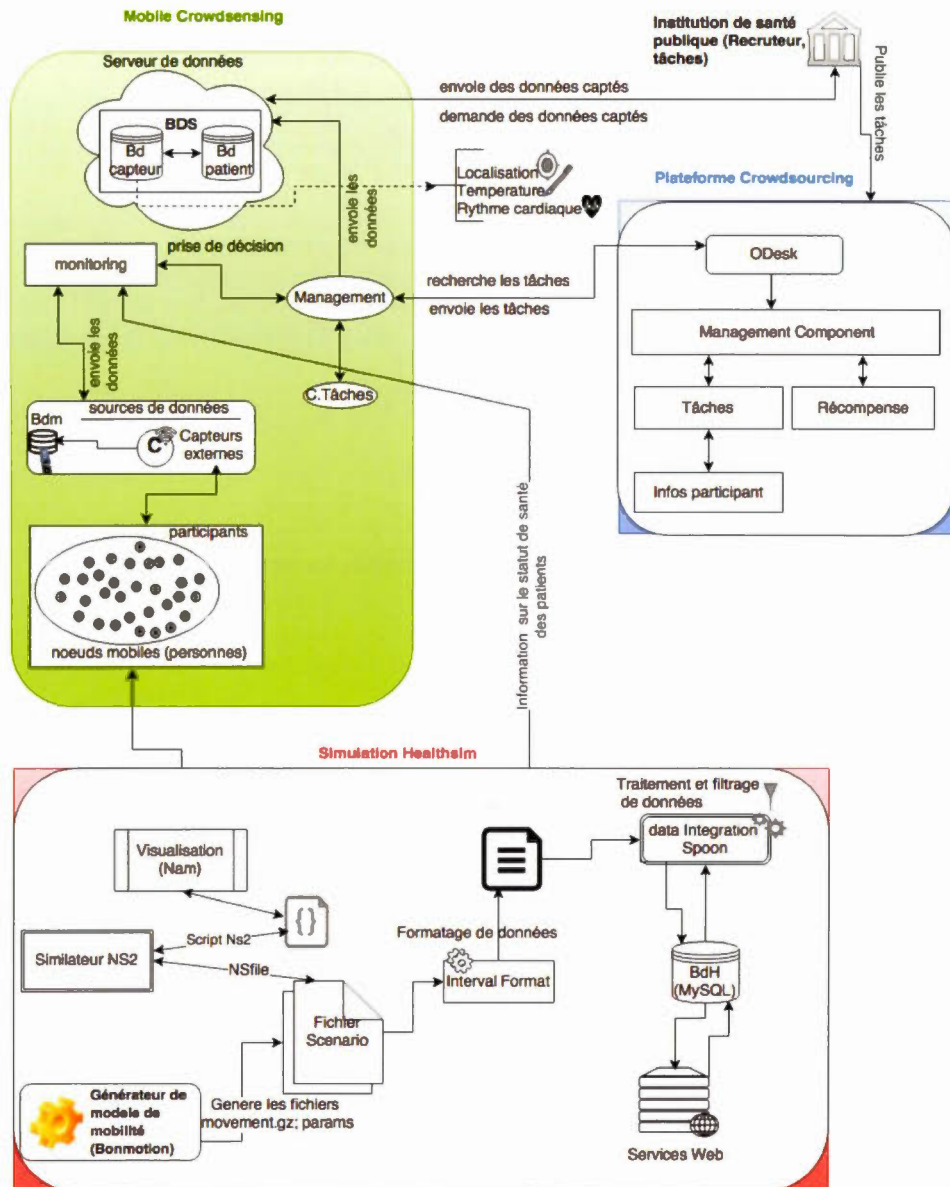 Mobile Crowdsensing
Institution de santé
publique (Recruteur,
tâches)
Publie les
tâches
Serveur de données
BDS
Bd
capteur
Bd
patient
envoie des données captés
demande des données captés
Localisation
Temperature
Rythme cardiaque
envoie les
données
prise de décision
monitoring
Management
recherche les tâches
envoie les tâches
C.Tâches
envoie les
données
sources de données
Bdm
C
Capteurs
externes
participants
noeuds mobiles (personnes)
Plateforme Crowdsourcing
ODesk
Management Component
Tâches
Récompense
Infos participant
Information sur le statut de santé
des patients
Simulation Healthsim
Traitement et filtrage
de données
data Integration
Spoon
Visualisation
(Nam)
{}
Script Ns2
Similateur NS2
NSfile
Formatage de données
Interval Format
BdH
(MySQL)
Fichier
Scenario
Générateur de
modele de
mobilité
(Bonmotion)
Genere les fichiers
movement.gz; params
Services Web